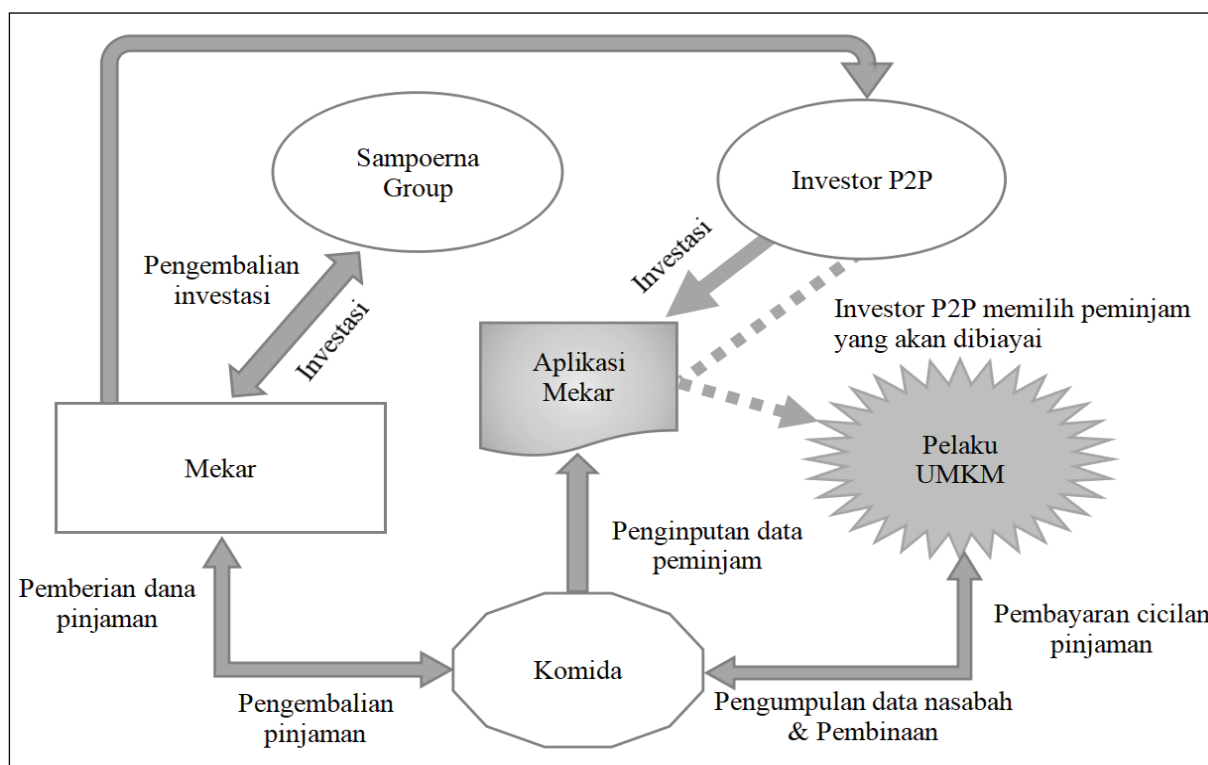 Sampoerna
Group
Investor P2P
Pengembalian
investasi
Investasi
Investasi
Investor P2P memilih peminjam
yang akan dibiayai
Aplikasi
Mekar
Mekar
Pelaku
UMKM
Penginputan data
peminjam
Pemberian dana
pinjaman
Pembayaran cicilan
pinjaman
Komida
Pengembalian
pinjaman
Pengumpulan data nasabah
& Pembinaan